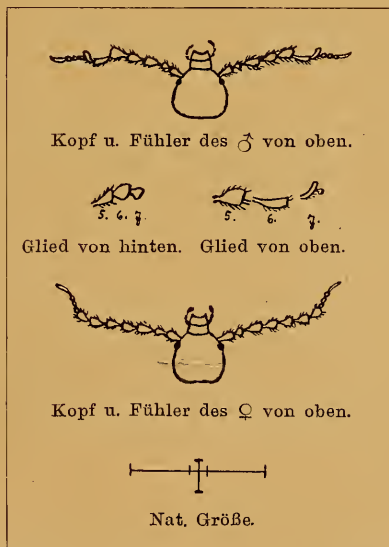 Kopf u. Fühler des ♂ von oben.
5. 6. 7. 5. 6. 7.
Glied von hinten. Glied von oben.
Kopf u. Fühler des ♀ von oben.
Nat. Größe.